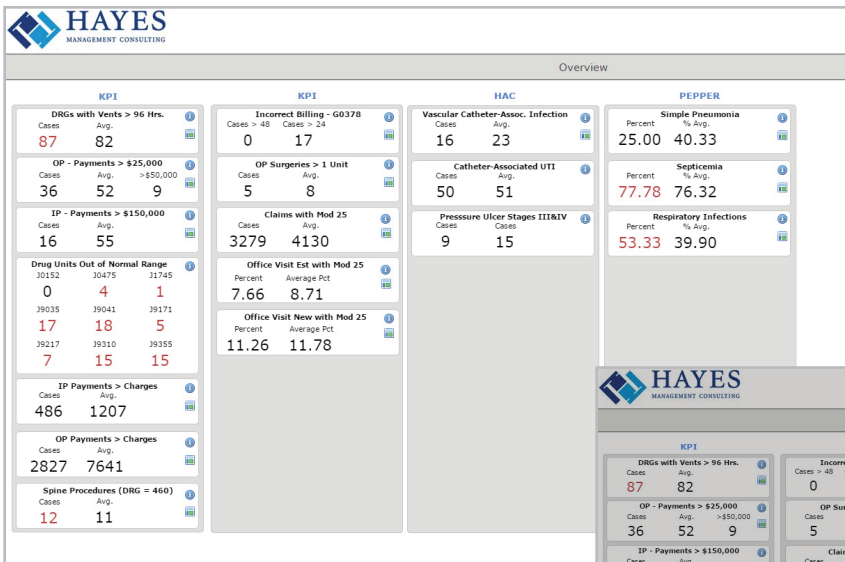 HAYES
MANAGEMENT CONSULTING
Overview
KPI
DRGs with Vents > 96 Hrs.
Cases Avg.
87 82
OP - Payments > $25,000
Cases Avg. >$50,000
36 52 9
IP - Payments > $150,000
Cases Avg.
16 55
Drug Units Out of Normal Range
J0152 J0475 J1745
0 4 1
J9035 J9041 J9171
17 18 5
J9217 J9310 J9355
7 15 15
IP Payments > Charges
Cases Avg.
486 1207
OP Payments > Charges
Cases Avg.
2827 7641
Spine Procedures (DRG = 460)
Cases Avg.
12 11
KPI
Incorrect Billing - G0378
Cases > 48 Cases > 24
0 17
OP Surgeries > 1 Unit
Cases Avg.
5 8
Claims with Mod 25
Cases Avg.
3279 4130
Office Visit Est with Mod 25
Percent Average Pct
7.66 8.71
Office Visit New with Mod 25
Percent Average Pct
11.26 11.78
HAC
Vascular Catheter-Assoc. Infection
Cases Avg.
16 23
Catheter-Associated UTI
Cases Avg.
50 51
Presssure Ulcer Stages III&IV
Cases Cases
9 15
PEPPER
Simple Pneumonia
Percent % Avg.
25.00 40.33
Septicemia
Percent % Avg.
77.78 76.32
Respiratory Infections
Percent % Avg.
53.33 39.90
HAYES
MANAGEMENT CONSULTING
KPI
DRGs with Vents > 96 Hrs.
Cases Avg.
87 82
OP - Payments > $25,000
Cases Avg. >$50,000
36 52 9
IP - Payments > $150,000
Cases Avg.
Incorre
Cases > 48
0
OP Sur
Cases
5
Clai
Cases